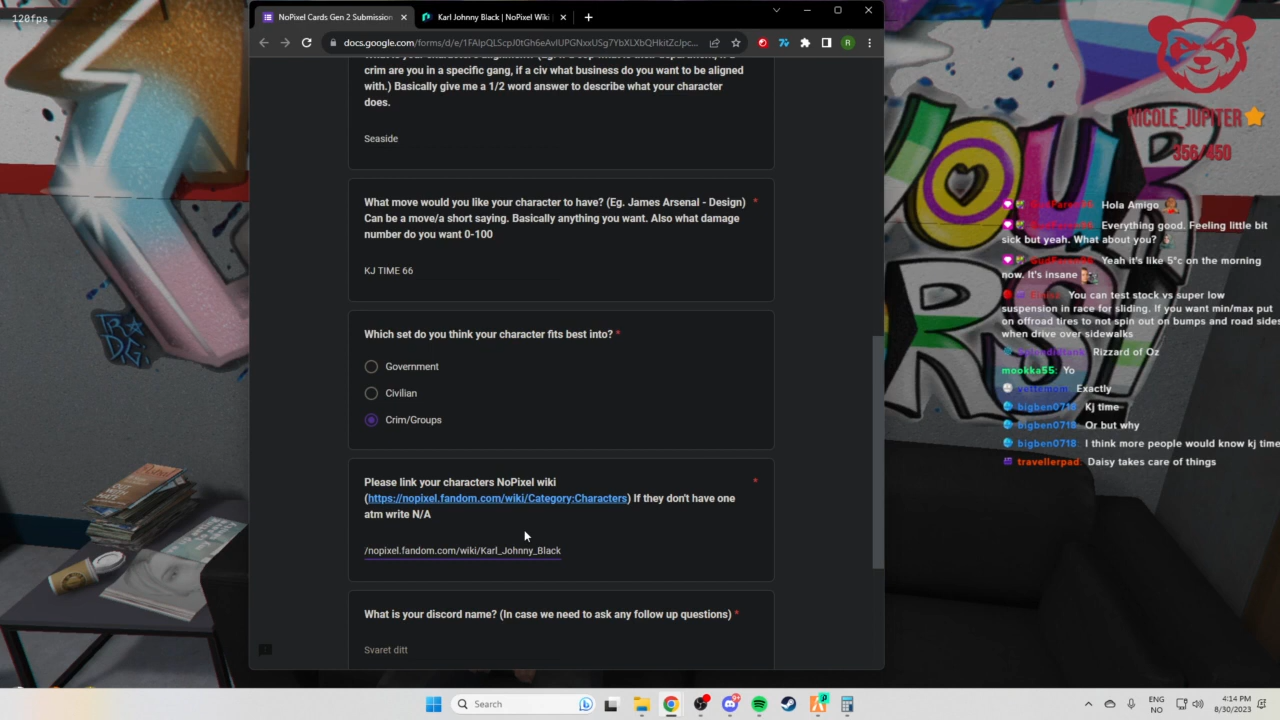 120fps
NoPixel Cards Gen 2 Submission
Karl Johnny Black | NoPixel Wiki
docs.google.com/forms/d/e/1FAIpQLScpJ0tGh6eAvIUPGNxxUSg7YbXLXbQHkitZcJpc...
crim are you in a specific gang, if a civ what business do you want to be aligned
with.) Basically give me a 1/2 word answer to describe what your character
does.
Seaside
What move would you like your character to have? (Eg. James Arsenal - Design) *
Can be a move/a short saying. Basically anything you want. Also what damage
number do you want 0-100
KJ TIME 66
Which set do you think your character fits best into? *
Government
Civilian
Crim/Groups
Please link your characters NoPixel wiki *
(https://nopixel.fandom.com/wiki/Category:Characters) If they don't have one
atm write N/A
/nopixel.fandom.com/wiki/Karl_Johnny_Black
What is your discord name? (In case we need to ask any follow up questions) *
Svaret ditt
NICOLE_JUPITER
356/450
Hola Amigo
Everything good. Feeling little bit
sick but yeah. What about you?
Yeah it's like 5°c on the morning
now. It's insane
You can test stock vs super low
suspension in race for sliding. If you want min/max put
on offroad tires to not spin out on bumps and road sides
when drive over sidewalks
Rizzard of Oz
mookka55: Yo
vettemom: Exactly
bigben0718: Kj time
bigben0718: Or but why
bigben0718: I think more people would know kj time
travellerpad: Daisy takes care of things
YOU R
Search
ENG
NO
4:14 PM
8/30/2023